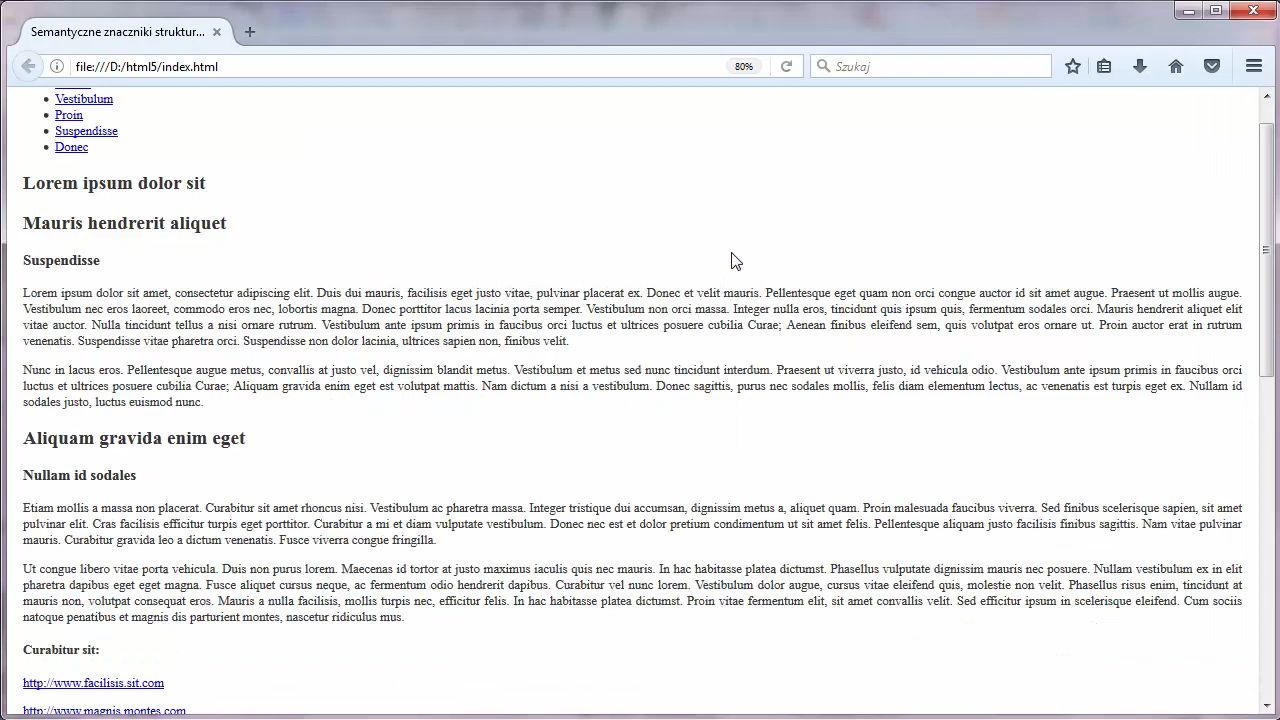 Semantyczne znaczniki struktur...
file:///D:/html5/index.html
80%
Szukaj
Vestibulum
Proin
Suspendisse
Donec
Lorem ipsum dolor sit
Mauris hendrerit aliquet
Suspendisse
Lorem ipsum dolor sit amet, consectetur adipiscing elit. Duis dui mauris, facilisis eget justo vitae, pulvinar placerat ex. Donec et velit mauris. Pellentesque eget quam non orci congue auctor id sit amet augue. Praesent ut mollis augue.
Vestibulum nec eros laoreet, commodo eros nec, lobortis magna. Donec porttitor lacus lacinia porta semper. Vestibulum non orci massa. Integer nulla eros, tincidunt quis ipsum quis, fermentum sodales orci. Mauris hendrerit aliquet elit
vitae auctor. Nulla tincidunt tellus a nisi ornare rutrum. Vestibulum ante ipsum primis in faucibus orci luctus et ultrices posuere cubilia Curae; Aenean finibus eleifend sem, quis volutpat eros ornare ut. Proin auctor erat in rutrum
venenatis. Suspendisse vitae pharetra orci. Suspendisse non dolor lacinia, ultrices sapien non, finibus velit.
Nunc in lacus eros. Pellentesque augue metus, convallis at justo vel, dignissim blandit metus. Vestibulum et metus sed nunc tincidunt interdum. Praesent ut viverra justo, id vehicula odio. Vestibulum ante ipsum primis in faucibus orci
luctus et ultrices posuere cubilia Curae; Aliquam gravida enim eget est volutpat mattis. Nam dictum a nisi a vestibulum. Donec sagittis, purus nec sodales mollis, felis diam elementum lectus, ac venenatis est turpis eget ex. Nullam id
sodales justo, luctus euismod nunc.
Aliquam gravida enim eget
Nullam id sodales
Etiam mollis a massa non placerat. Curabitur sit amet rhoncus nisi. Vestibulum ac pharetra massa. Integer tristique dui accumsan, dignissim metus a, aliquet quam. Proin malesuada faucibus viverra. Sed finibus scelerisque sapien, sit amet
pulvinar elit. Cras facilisis efficitur turpis eget porttitor. Curabitur a mi et diam vulputate vestibulum. Donec nec est et dolor pretium condimentum ut sit amet felis. Pellentesque aliquam justo facilisis finibus sagittis. Nam vitae pulvinar
mauris. Curabitur gravida leo a dictum venenatis. Fusce viverra congue fringilla.
Ut congue libero vitae porta vehicula. Duis non purus lorem. Maecenas id tortor at justo maximus iaculis quis nec mauris. In hac habitasse platea dictumst. Phasellus vulputate dignissim mauris nec posuere. Nullam vestibulum ex in elit
pharetra dapibus eget eget magna. Fusce aliquet cursus neque, ac fermentum odio hendrerit dapibus. Curabitur vel nunc lorem. Vestibulum dolor augue, cursus vitae eleifend quis, molestie non velit. Phasellus risus enim, tincidunt at
mauris non, volutpat consequat eros. Mauris a nulla facilisis, mollis turpis nec, efficitur felis. In hac habitasse platea dictumst. Proin vitae fermentum elit, sit amet convallis velit. Sed efficitur ipsum in scelerisque eleifend. Cum sociis
natoque penatibus et magnis dis parturient montes, nascetur ridiculus mus.
Curabitur sit:
http://www.facilisis.sit.com
http://www.magnis.montes.com